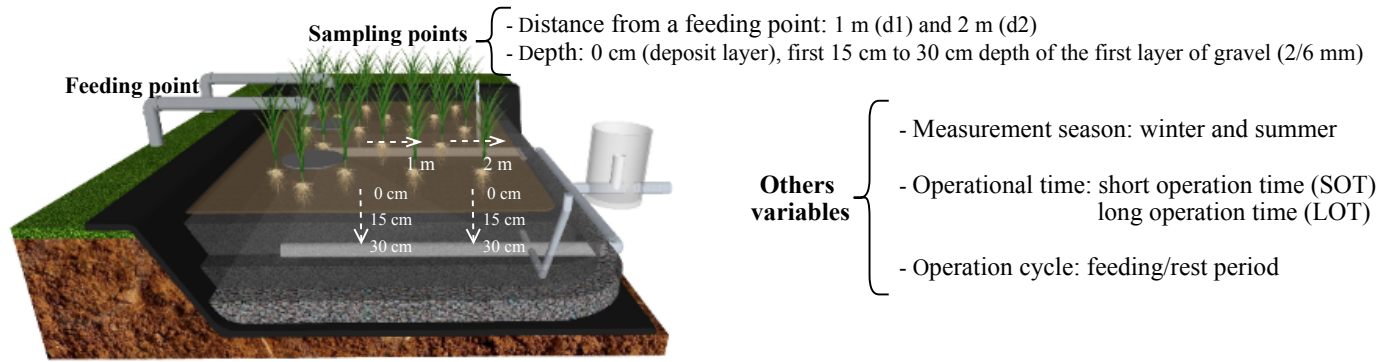 Sampling points
- Distance from a feeding point: 1 m (d1) and 2 m (d2)
- Depth: 0 cm (deposit layer), first 15 cm to 30 cm depth of the first layer of gravel (2/6 mm)
Feeding point
1 m 2 m
0 cm 0 cm
15 cm 15 cm
30 cm 30 cm
Others
variables
- Measurement season: winter and summer
- Operational time: short operation time (SOT)
long operation time (LOT)
- Operation cycle: feeding/rest period